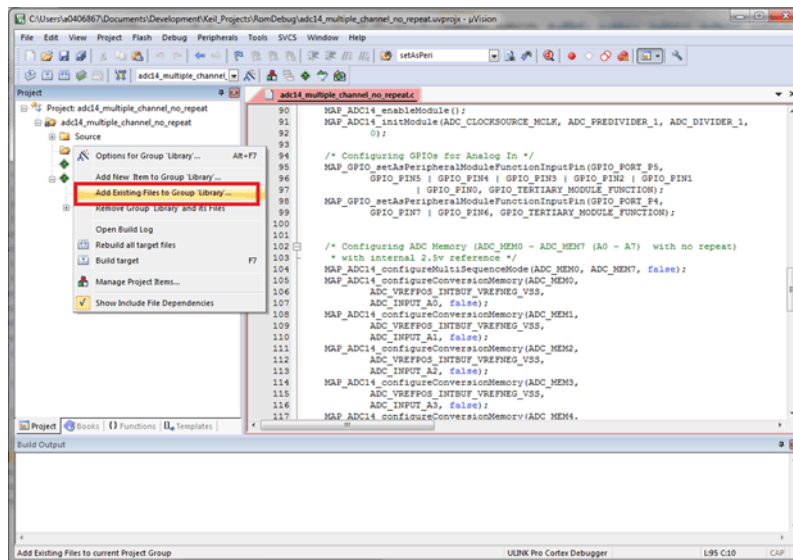 C:\Users\a0406867\Documents\Development\Keil_Projects\RomDebug\adc14_multiple_channel_no_repeat.uvprojx - µVision
File Edit View Project Flash Debug Peripherals Tools SVCS Window Help
setAsPeri
adc14_multiple_channel_
Project
Project: adc14_multiple_channel_no_repeat
adc14_multiple_channel_no_repeat
Source
Options for Group 'Library'... Alt+F7
Add New Item to Group 'Library'...
Add Existing Files to Group 'Library'...
Remove Group 'Library' and its Files
Open Build Log
Rebuild all target files
Build target F7
Manage Project Items...
Show Include File Dependencies
adc14_multiple_channel_no_repeat.c
90 MAP_ADC14_enableModule();
91 MAP_ADC14_initModule(ADC_CLOCKSOURCE_MCLK, ADC_PREDIVIDER_1, ADC_DIVIDER_1,
92 0);
93
94 /* Configuring GPIOs for Analog In */
95 MAP_GPIO_setAsPeripheralModuleFunctionInputPin(GPIO_PORT_P5,
96 GPIO_PIN5 | GPIO_PIN4 | GPIO_PIN3 | GPIO_PIN2 | GPIO_PIN1
97 | GPIO_PIN0, GPIO_TERTIARY_MODULE_FUNCTION);
98 MAP_GPIO_setAsPeripheralModuleFunctionInputPin(GPIO_PORT_P4,
99 GPIO_PIN7 | GPIO_PIN6, GPIO_TERTIARY_MODULE_FUNCTION);
100
101
102 /* Configuring ADC Memory (ADC_MEM0 - ADC_MEM7 (A0 - A7) with no repeat)
103 * with internal 2.5v reference */
104 MAP_ADC14_configureMultiSequenceMode(ADC_MEM0, ADC_MEM7, false);
105 MAP_ADC14_configureConversionMemory(ADC_MEM0,
106 ADC_VREFPOS_INTBUF_VREFNEG_VSS,
107 ADC_INPUT_A0, false);
108 MAP_ADC14_configureConversionMemory(ADC_MEM1,
109 ADC_VREFPOS_INTBUF_VREFNEG_VSS,
110 ADC_INPUT_A1, false);
111 MAP_ADC14_configureConversionMemory(ADC_MEM2,
112 ADC_VREFPOS_INTBUF_VREFNEG_VSS,
113 ADC_INPUT_A2, false);
114 MAP_ADC14_configureConversionMemory(ADC_MEM3,
115 ADC_VREFPOS_INTBUF_VREFNEG_VSS,
116 ADC_INPUT_A3, false);
117 MAP_ADC14_configureConversionMemory(ADC_MEM4,
Project Books {} Functions Templates
Build Output
Add Existing Files to current Project Group ULINK Pro Cortex Debugger L:95 C:10 CAP